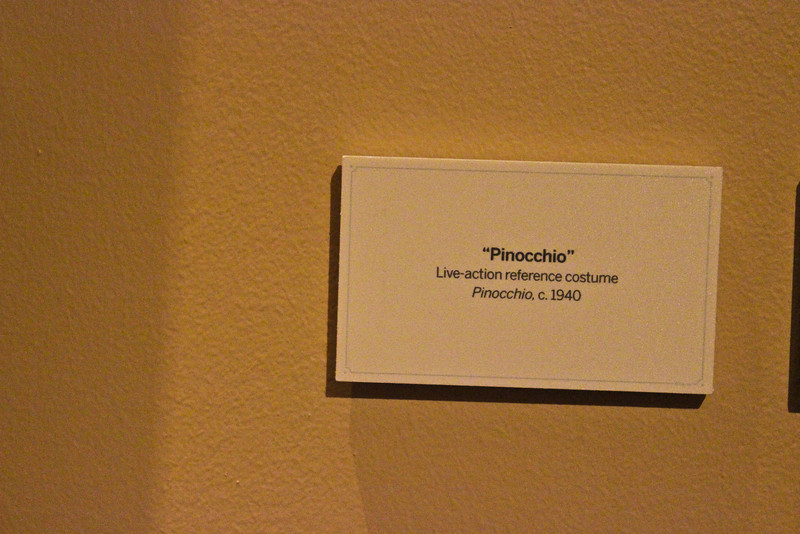 “Pinocchio”
Live-action reference costume
Pinocchio, c. 1940